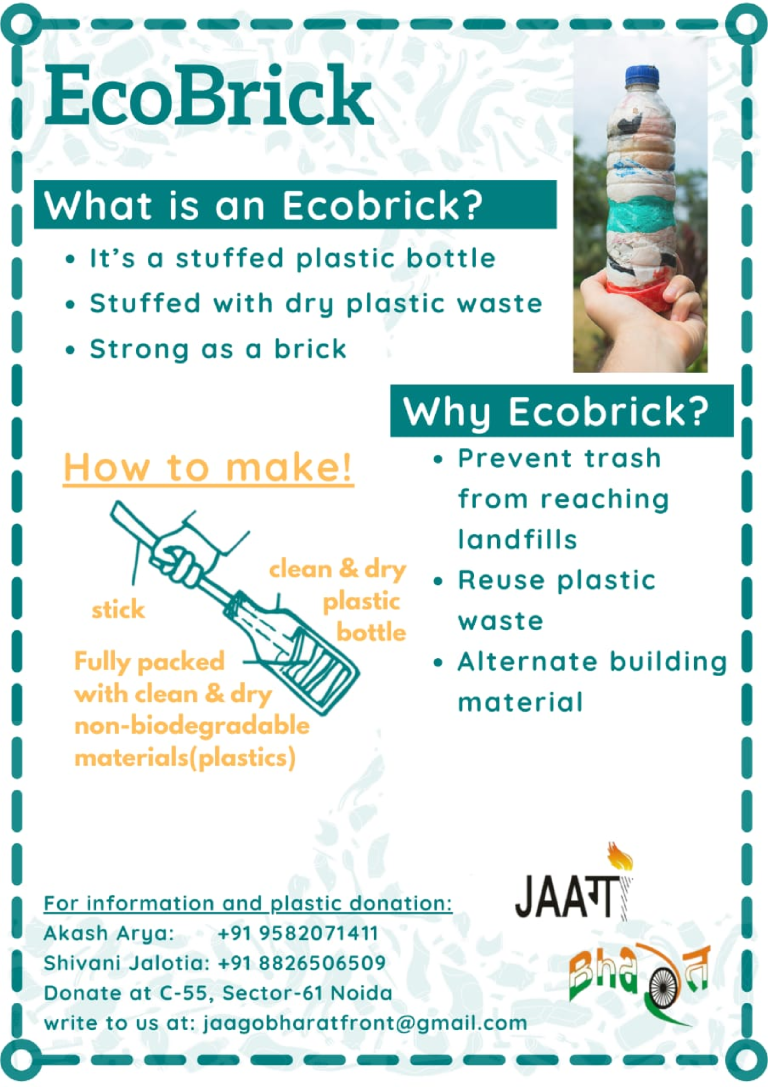 EcoBrick
What is an Ecobrick?
• It's a stuffed plastic bottle
• Stuffed with dry plastic waste
• Strong as a brick
Why Ecobrick?
• Prevent trash
from reaching
landfills
• Reuse plastic
waste
• Alternate building
material
How to make!
stick
clean & dry
plastic
bottle
Fully packed
with clean & dry
non-biodegradable
materials(plastics)
For information and plastic donation:
Akash Arya: +91 9582071411
Shivani Jalotia: +91 8826506509
Donate at C-55, Sector-61 Noida
write to us at: jaagobharatfront@gmail.com
JAAगो
Bhaरत